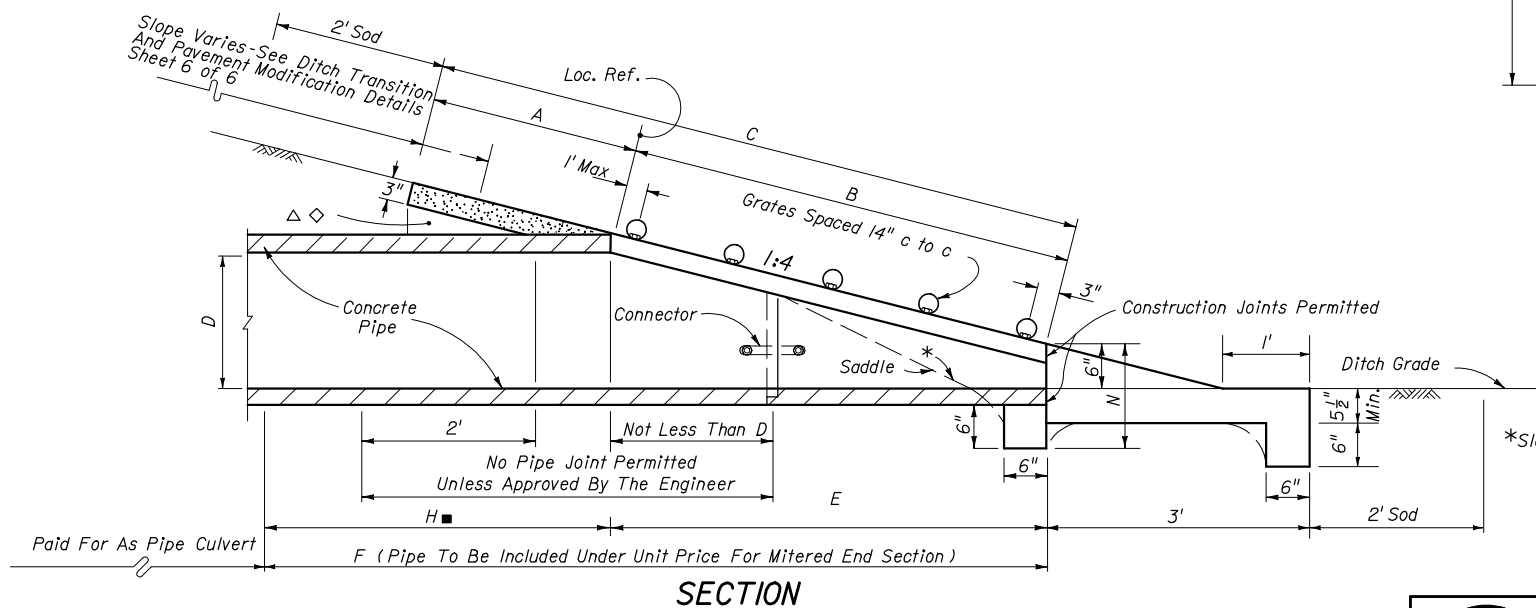 2' Sod
Slope Varies-See Ditch Transition
And Pavement Modification Details
Sheet 6 of 6
Loc. Ref.
A
C
1' Max
B
3"
Grates Spaced 14" c to c
1:4
3"
Concrete
Pipe
Connector
Construction Joints Permitted
D
Saddle
*
6"
N
1'
Ditch Grade
5 1/2"
Min.
6"
*Slo
2'
Not Less Than D
6"
6"
6"
No Pipe Joint Permitted
Unless Approved By The Engineer
E
H ■
3'
2' Sod
Paid For As Pipe Culvert
F (Pipe To Be Included Under Unit Price For Mitered End Section)
SECTION